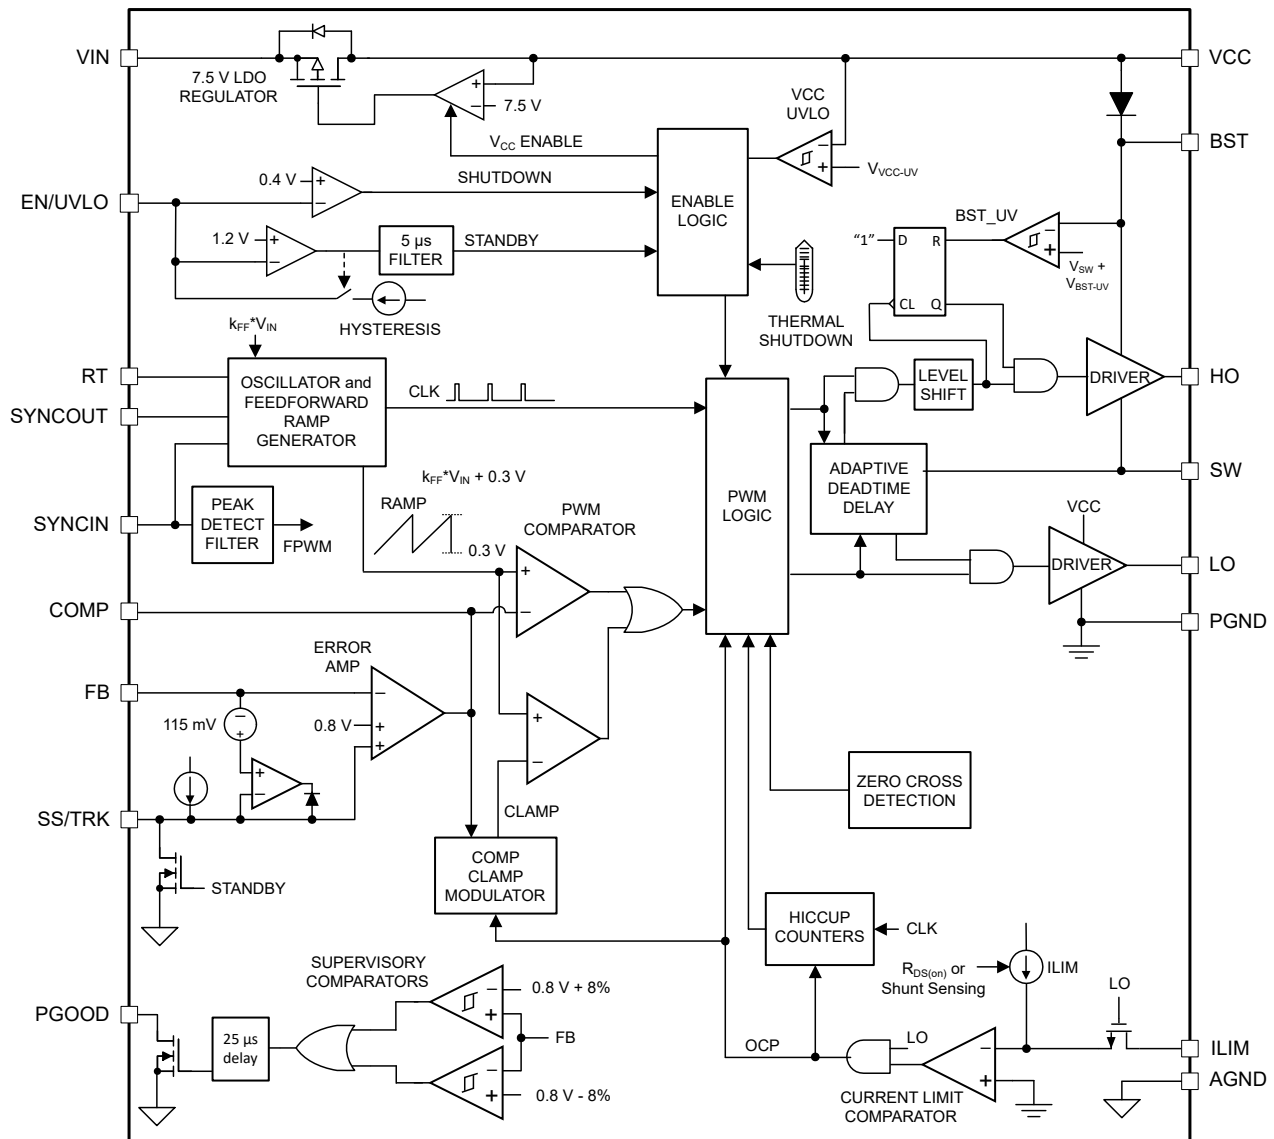 VIN
7.5 V LDO
REGULATOR
+
−
7.5 V
VCC ENABLE
VCC
UVLO
−
+
VVCC-UV
VCC
BST
EN/UVLO
0.4 V
+
−
SHUTDOWN
1.2 V
+
−
5 µs
FILTER
STANDBY
HYSTERESIS
ENABLE
LOGIC
THERMAL
SHUTDOWN
"1"
D
R
CL
Q
BST_UV
−
+
VSW +
VBST-UV
kFF*VIN
RT
SYNCOUT
OSCILLATOR and
FEEDFORWARD
RAMP
GENERATOR
CLK
LEVEL
SHIFT
DRIVER
HO
SYNCIN
PEAK
DETECT
FILTER
FPWM
kFF*VIN + 0.3 V
RAMP
0.3 V
PWM
COMPARATOR
+
−
PWM
LOGIC
ADAPTIVE
DEADTIME
DELAY
SW
VCC
DRIVER
LO
PGND
COMP
ERROR
AMP
FB
−
0.8 V
+
+
115 mV
−
+
+
−
SS/TRK
STANDBY
+
−
CLAMP
COMP
CLAMP
MODULATOR
ZERO CROSS
DETECTION
HICCUP
COUNTERS
CLK
RDS(on) or
Shunt Sensing
ILIM
LO
PGOOD
25 µs
delay
SUPERVISORY
COMPARATORS
−
0.8 V + 8%
+
FB
−
+
0.8 V - 8%
OCP
LO
−
+
CURRENT LIMIT
COMPARATOR
ILIM
AGND